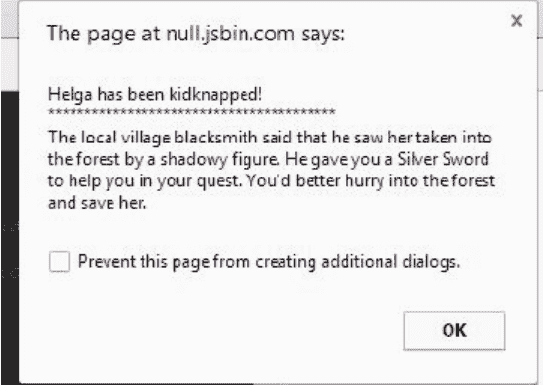 The page at null.jsbin.com says:
x
Helga has been kidknapped!
****************************************
The local village blacksmith said that he saw her taken into
the forest by a shadowy figure. He gave you a Silver Sword
to help you in your quest. You'd better hurry into the forest
and save her.
Prevent this page from creating additional dialogs.
OK